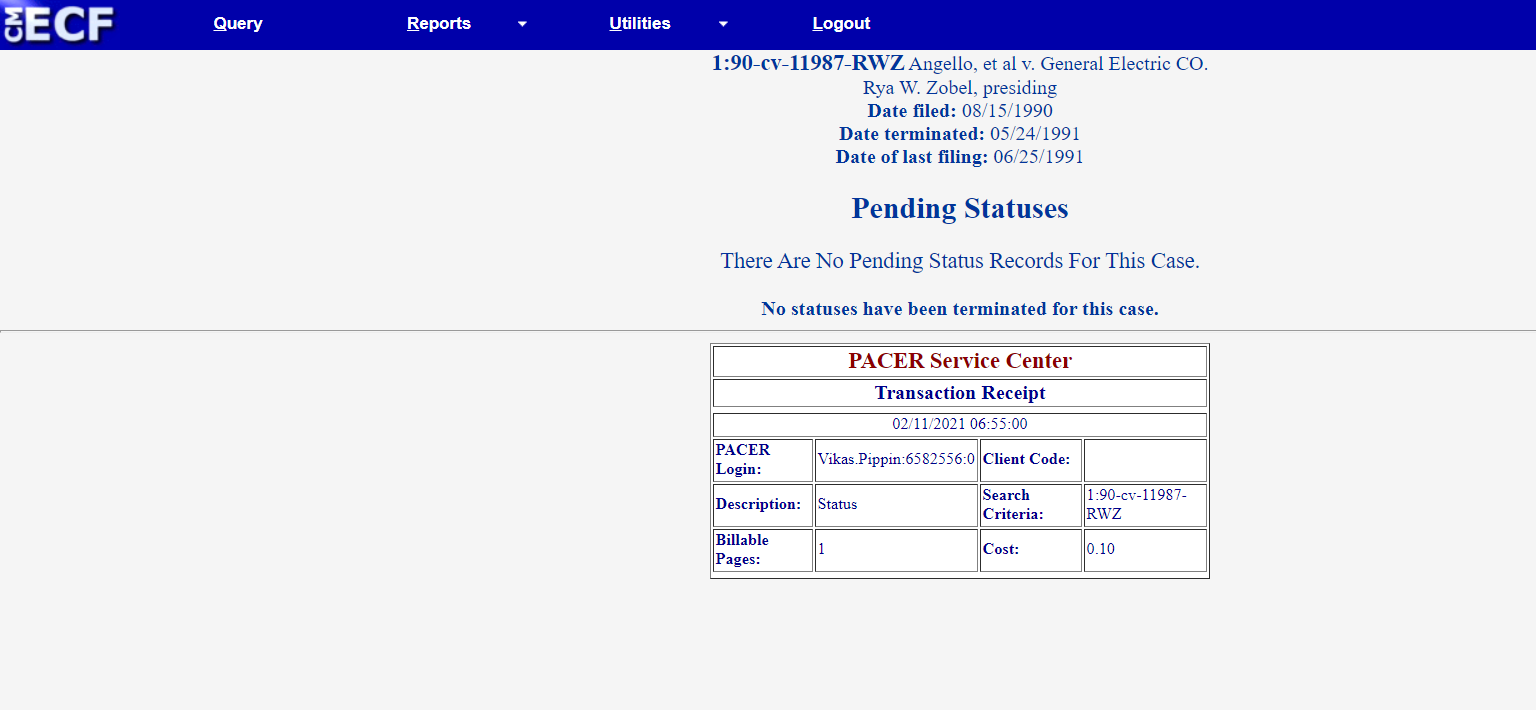 CM ECF Query Reports Utilities Logout
1:90-cv-11987-RWZ Angello, et al v. General Electric CO.
Rya W. Zobel, presiding
Date filed: 08/15/1990
Date terminated: 05/24/1991
Date of last filing: 06/25/1991
Pending Statuses
There Are No Pending Status Records For This Case.
No statuses have been terminated for this case.
PACER Service Center
Transaction Receipt
02/11/2021 06:55:00
PACER
Login:
Vikas.Pippin:6582556:0
Client Code:
Description:
Status
Search
Criteria:
1:90-cv-11987-
RWZ
Billable
Pages:
1
Cost:
0.10